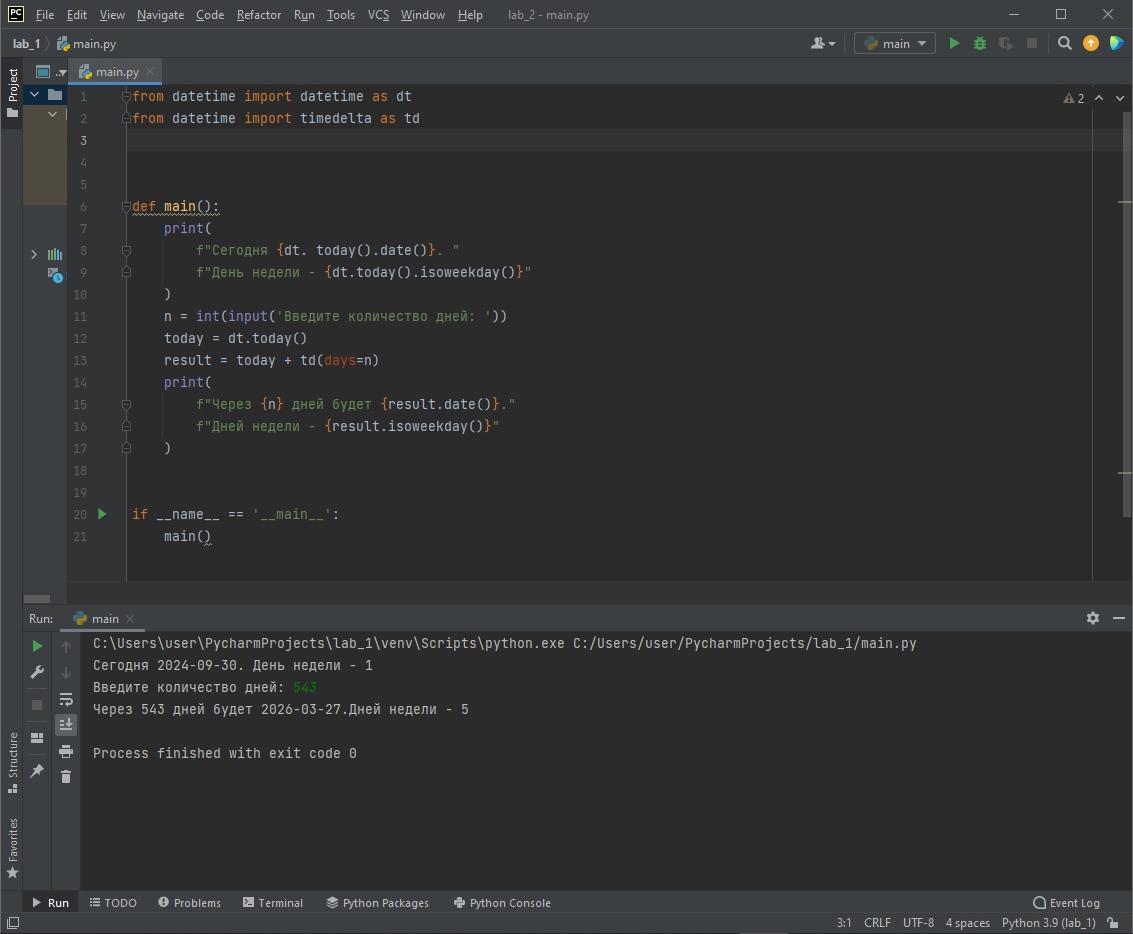 PC File Edit View Navigate Code Refactor Run Tools VCS Window Help lab_2 - main.py
lab_1 main.py main
Project .. main.py
1 from datetime import datetime as dt 2
2 from datetime import timedelta as td
3
4
5
6 def main():
7 print(
8 f"Сегодня {dt. today().date()}. "
9 f"День недели - {dt.today().isoweekday()}"
10 )
11 n = int(input('Введите количество дней: '))
12 today = dt.today()
13 result = today + td(days=n)
14 print(
15 f"Через {n} дней будет {result.date()}."
16 f"Дней недели - {result.isoweekday()}"
17 )
18
19
20 if __name__ == '__main__':
21 main()
Run: main
C:\Users\user\PycharmProjects\lab_1\venv\Scripts\python.exe C:/Users/user/PycharmProjects/lab_1/main.py
Сегодня 2024-09-30. День недели - 1
Введите количество дней: 543
Через 543 дней будет 2026-03-27.Дней недели - 5
Process finished with exit code 0
Structure
Favorites
Run TODO Problems Terminal Python Packages Python Console Event Log
3:1 CRLF UTF-8 4 spaces Python 3.9 (lab_1)